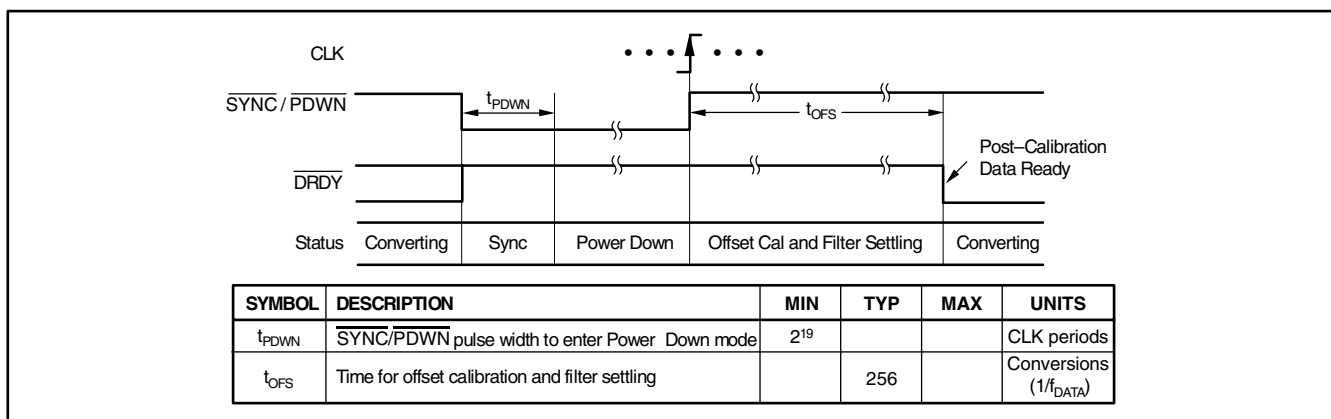 CLK
SYNC / PDWN
tPDWN
tOFS
Post–Calibration
Data Ready
DRDY
Status Converting Sync Power Down Offset Cal and Filter Settling Converting
SYMBOL DESCRIPTION MIN TYP MAX UNITS
tPDWN SYNC/PDWN pulse width to enter Power Down mode 2¹⁹ CLK periods
tOFS Time for offset calibration and filter settling 256 Conversions
(1/fDATA)